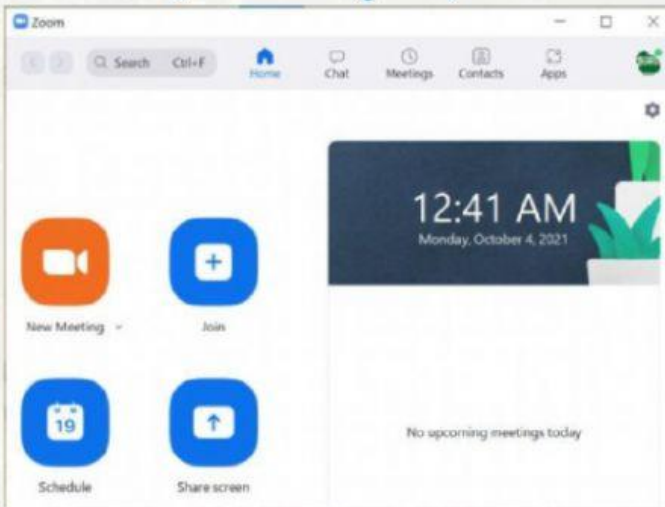 Zoom
Search Ctrl+F
Home
Chat
Meetings
Contacts
Apps
12:41 AM
Monday, October 4, 2021
New Meeting
Join
19
Schedule
Share screen
No upcoming meetings today